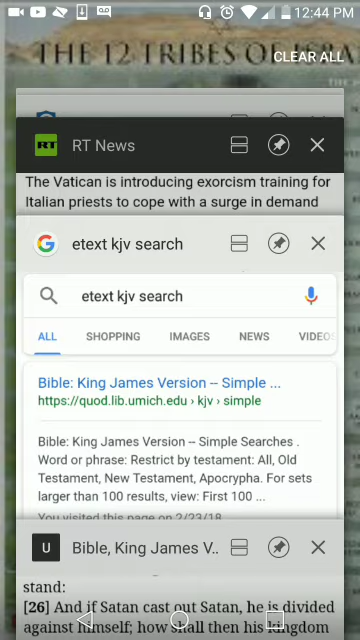 12:44 PM
THE 12 TRIBES OF
CLEAR ALL
RT RT News
The Vatican is introducing exorcism training for
Italian priests to cope with a surge in demand
G etext kjv search
etext kjv search
ALL SHOPPING IMAGES NEWS VIDEOS
Bible: King James Version -- Simple ...
https://quod.lib.umich.edu › kjv › simple
Bible: King James Version -- Simple Searches .
Word or phrase: Restrict by testament: All, Old
Testament, New Testament, Apocrypha. For sets
larger than 100 results, view: First 100 ...
You visited this page on 2/23/18
U Bible, King James V..
stand:
[26] And if Satan cast out Satan, he is divided
against himself; how shall then his kingdom